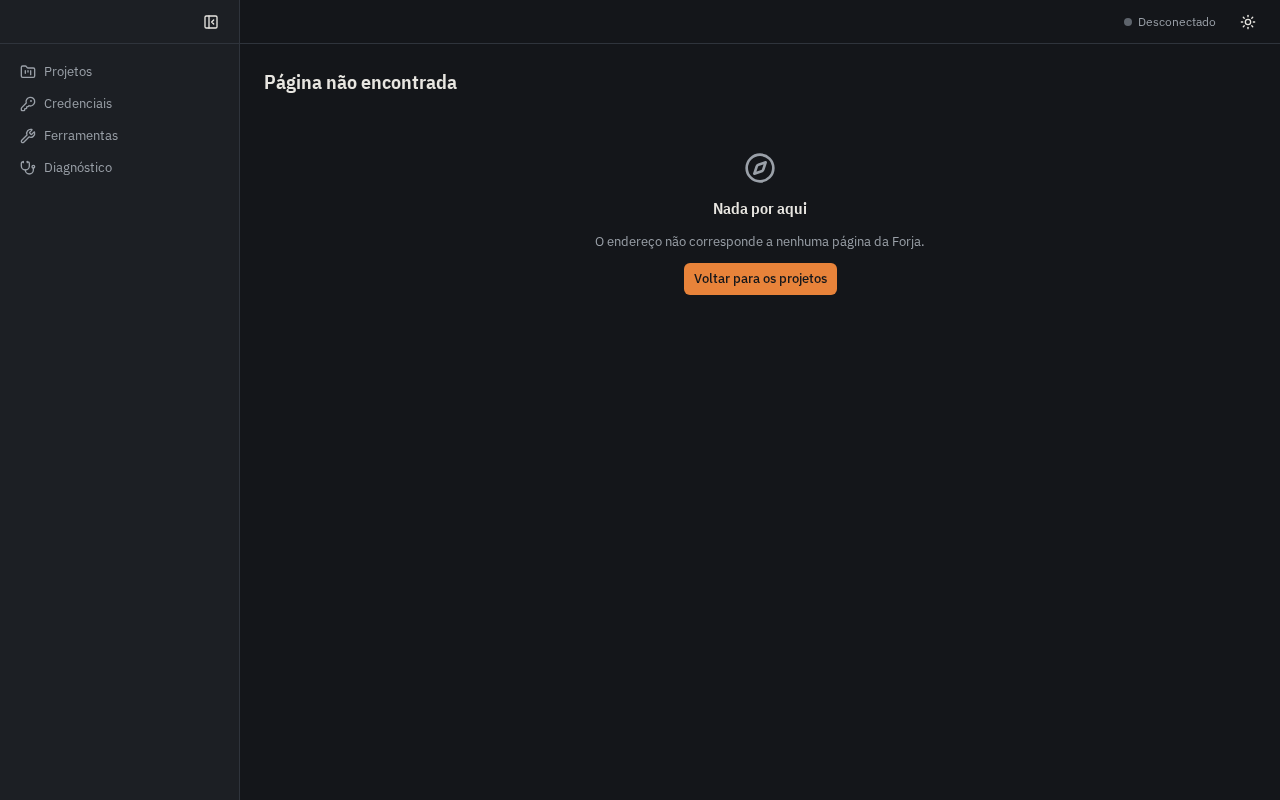 Desconectado
Projetos
Credenciais
Ferramentas
Diagnóstico
Página não encontrada
Nada por aqui
O endereço não corresponde a nenhuma página da Forja.
Voltar para os projetos